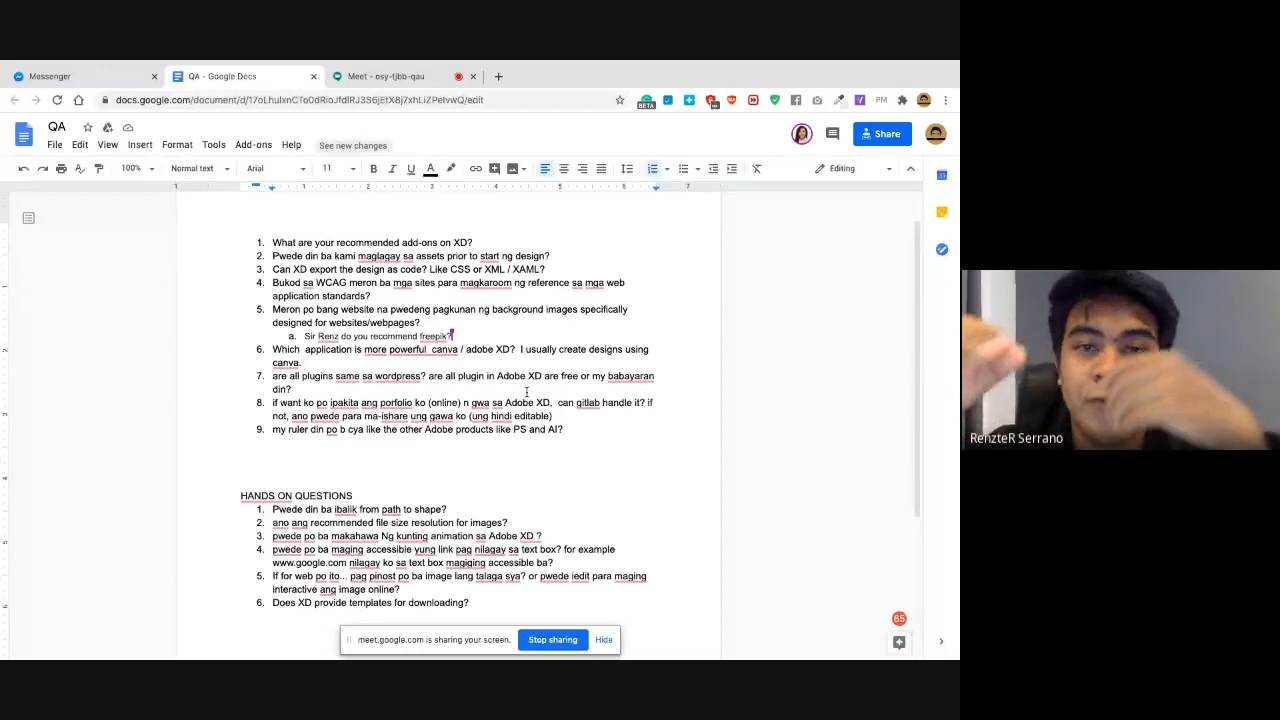 Messenger
QA - Google Docs
Meet - osy-tjbb-qau
QA
Share
File Edit View Insert Format Tools Add-ons Help See new changes
100% Normal text Arial 11 Editing
1 1 2 3 4 5 6 7
BETA
PM
1. What are your recommended add-ons on XD?
2. Pwede din ba kami maglagay sa assets prior to start ng design?
3. Can XD export the design as code? Like CSS or XML / XAML?
4. Bukod sa WCAG meron ba mga sites para magkaroom ng reference sa mga web
application standards?
5. Meron po bang website na pwedeng pagkunan ng background images specifically
designed for websites/webpages?
a. Sir Renz do you recommend freepik?
6. Which application is more powerful canva / adobe XD? I usually create designs using
canva.
7. are all plugins same sa wordpress? are all plugin in Adobe XD are free or my babayaran
din?
8. if want ko po ipakita ang porfolio ko (online) n gwa sa Adobe XD, can gitlab handle it? if
not, ano pwede para ma-ishare ung gawa ko (ung hindi editable)
9. my ruler din po b cya like the other Adobe products like PS and AI?
HANDS ON QUESTIONS
1. Pwede din ba ibalik from path to shape?
2. ano ang recommended file size resolution for images?
3. pwede po ba makahawa Ng kunting animation sa Adobe XD ?
4. pwede po ba maging accessible yung link pag nilagay sa text box? for example
www.google.com nilagay ko sa text box magiging accessible ba?
5. If for web po ito... pag pinost po ba image lang talaga sya? or pwede iedit para maging
interactive ang image online?
6. Does XD provide templates for downloading?
65
meet.google.com is sharing your screen. Stop sharing Hide
RenzteR Serrano